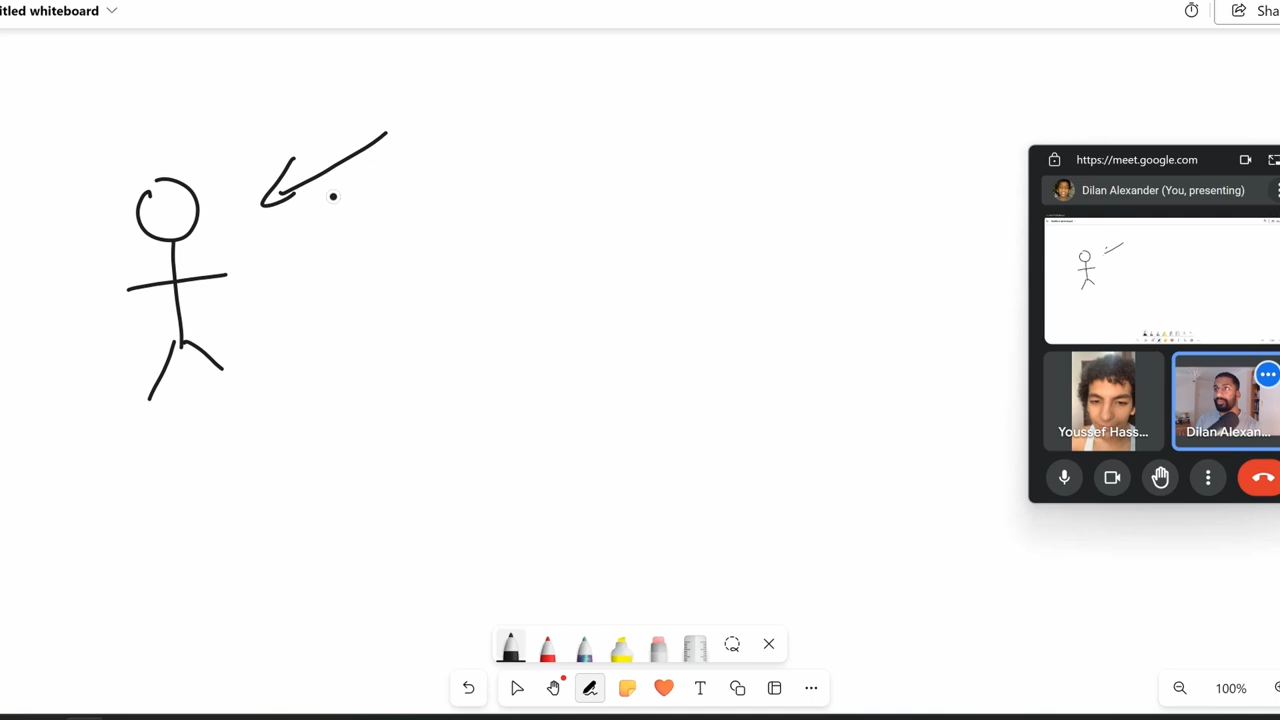 itled whiteboard
Sha
https://meet.google.com
Dilan Alexander (You, presenting)
Youssef Hass...
Dilan Alexan...
100%